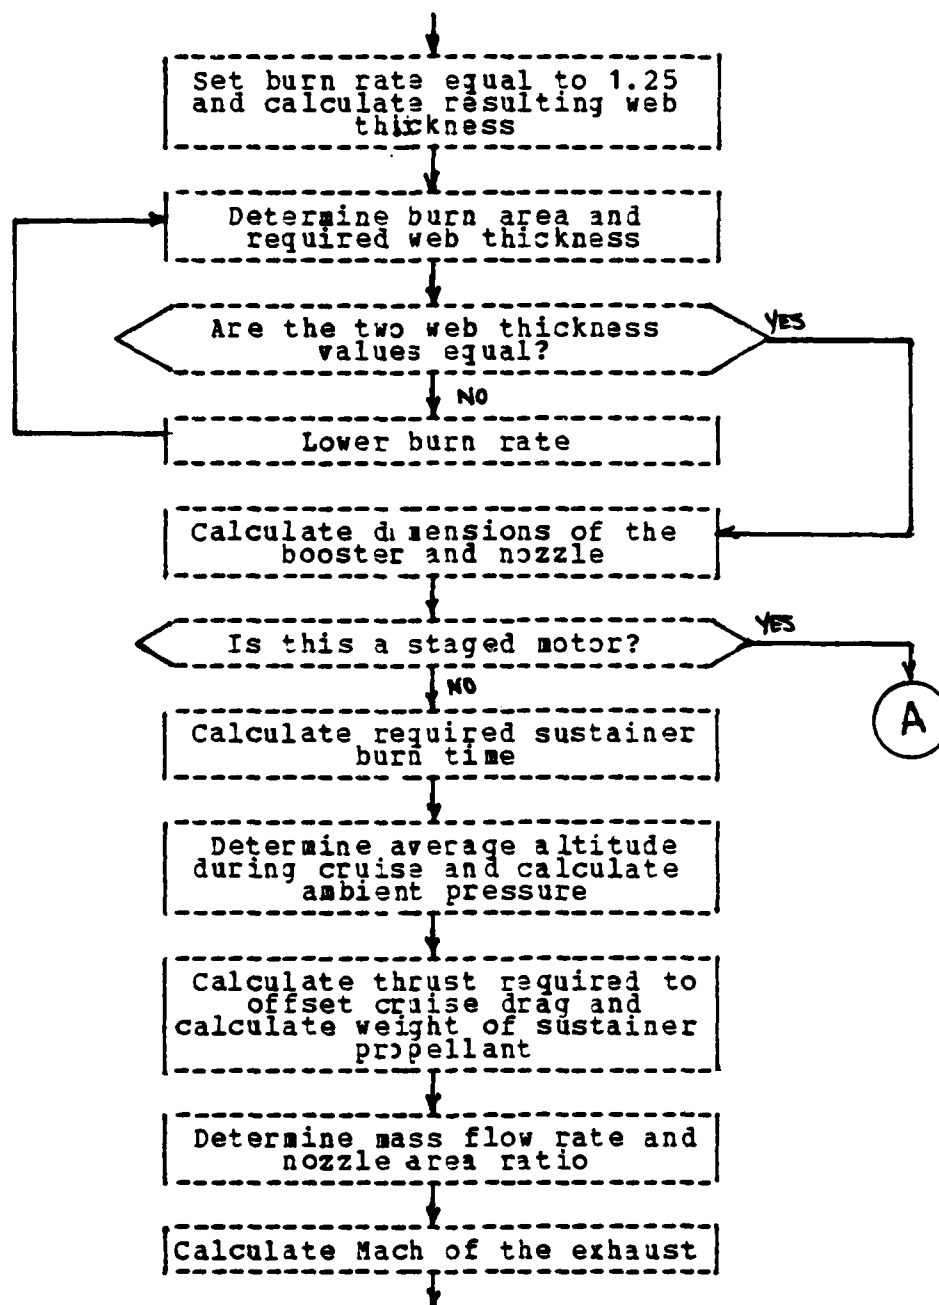 Set burn rate equal to 1.25
and calculate resulting web
thickness
Determine burn area and
required web thickness
Are the two web thickness
values equal?
YES
NO
Lower burn rate
Calculate dimensions of the
booster and nozzle
Is this a staged motor?
YES
NO
A
Calculate required sustainer
burn time
Determine average altitude
during cruise and calculate
ambient pressure
Calculate thrust required to
offset cruise drag and
calculate weight of sustainer
propellant
Determine mass flow rate and
nozzle area ratio
Calculate Mach of the exhaust